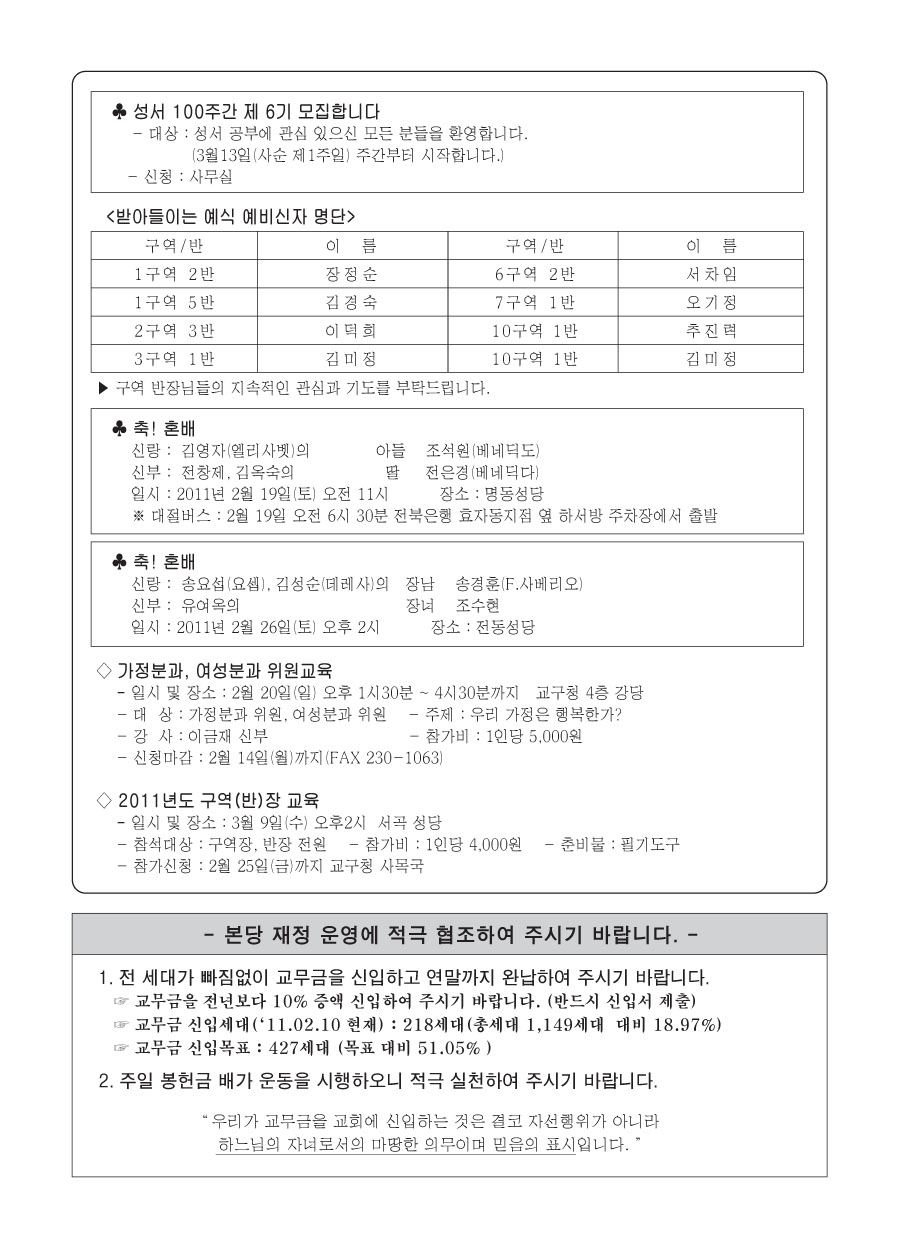 ♣ 성서 100주간 제 6기 모집합니다
- 대상 : 성서 공부에 관심 있으신 모든 분들을 환영합니다.
(3월13일(사순 제1주일) 주간부터 시작합니다.)
- 신청 : 사무실
<받아들이는 예식 예비신자 명단>
구역/반 이 름 구역/반 이 름
1구역 2반 장정순 6구역 2반 서차임
1구역 5반 김경숙 7구역 1반 오기정
2구역 3반 이덕희 10구역 1반 추진력
3구역 1반 김미정 10구역 1반 김미정
▶ 구역 반장님들의 지속적인 관심과 기도를 부탁드립니다.
♣ 축! 혼배
신랑 : 김영자(엘리사벳)의 아들 조석원(베네딕도)
신부 : 전창제, 김옥숙의 딸 전은경(베네딕다)
일시 : 2011년 2월 19일(토) 오전 11시 장소 : 명동성당
※ 대절버스 : 2월 19일 오전 6시 30분 전북은행 효자동지점 옆 하서방 주차장에서 출발
♣ 축! 혼배
신랑 : 송요섭(요셉), 김성순(데레사)의 장남 송경훈(F.사베리오)
신부 : 유여옥의 장녀 조수현
일시 : 2011년 2월 26일(토) 오후 2시 장소 : 전동성당
◇ 가정분과, 여성분과 위원교육
- 일시 및 장소 : 2월 20일(일) 오후 1시30분 ~ 4시30분까지 교구청 4층 강당
- 대 상 : 가정분과 위원, 여성분과 위원 - 주제 : 우리 가정은 행복한가?
- 강 사 : 이금재 신부 - 참가비 : 1인당 5,000원
- 신청마감 : 2월 14일(월)까지(FAX 230-1063)
◇ 2011년도 구역(반)장 교육
- 일시 및 장소 : 3월 9일(수) 오후2시 서곡 성당
- 참석대상 : 구역장, 반장 전원 - 참가비 : 1인당 4,000원 - 준비물 : 필기도구
- 참가신청 : 2월 25일(금)까지 교구청 사목국
- 본당 재정 운영에 적극 협조하여 주시기 바랍니다. -
1. 전 세대가 빠짐없이 교무금을 신입하고 연말까지 완납하여 주시기 바랍니다.
☞ 교무금을 전년보다 10% 증액 신입하여 주시기 바랍니다. (반드시 신입서 제출)
☞ 교무금 신입세대(‘11.02.10 현재) : 218세대(총세대 1,149세대 대비 18.97%)
☞ 교무금 신입목표 : 427세대 (목표 대비 51.05% )
2. 주일 봉헌금 배가 운동을 시행하오니 적극 실천하여 주시기 바랍니다.
“ 우리가 교무금을 교회에 신입하는 것은 결코 자선행위가 아니라
하느님의 자녀로서의 마땅한 의무이며 믿음의 표시입니다. ”